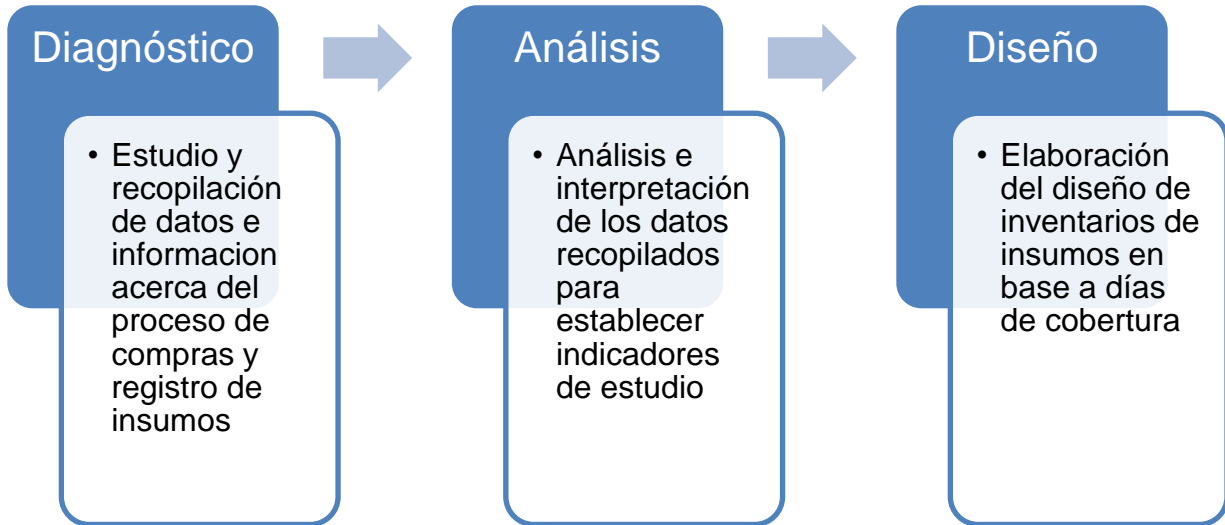 Diagnóstico
• Estudio y
recopilación
de datos e
informacion
acerca del
proceso de
compras y
registro de
insumos
Análisis
• Análisis e
interpretación
de los datos
recopilados
para
establecer
indicadores
de estudio
Diseño
• Elaboración
del diseño de
inventarios de
insumos en
base a días
de cobertura